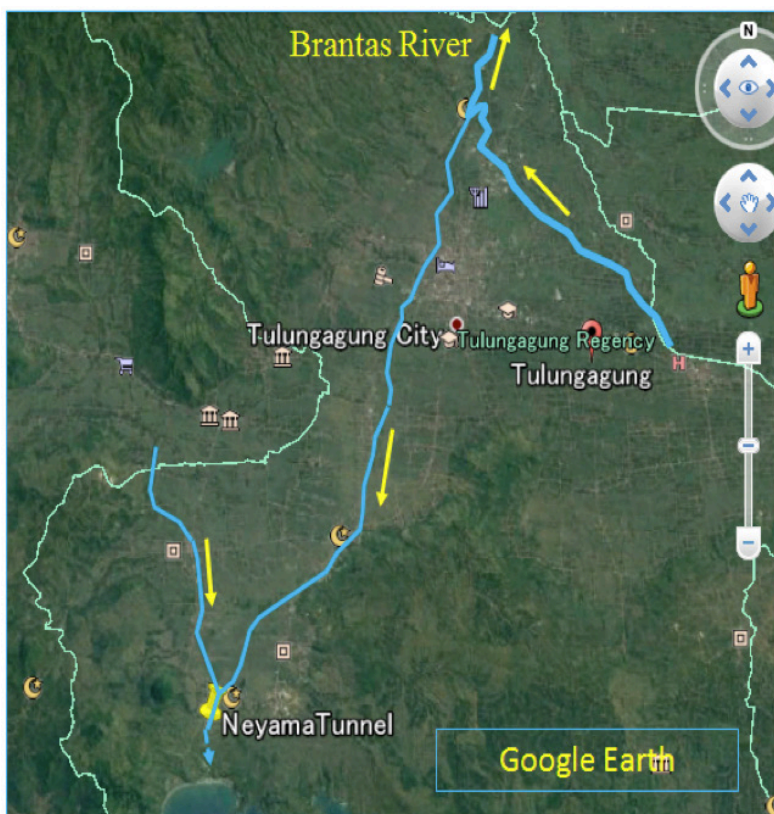 Brantas River
N
Tulungagung City
Tulungagung Regency
Tulungagung
H
NeyamaTunnel
Google Earth